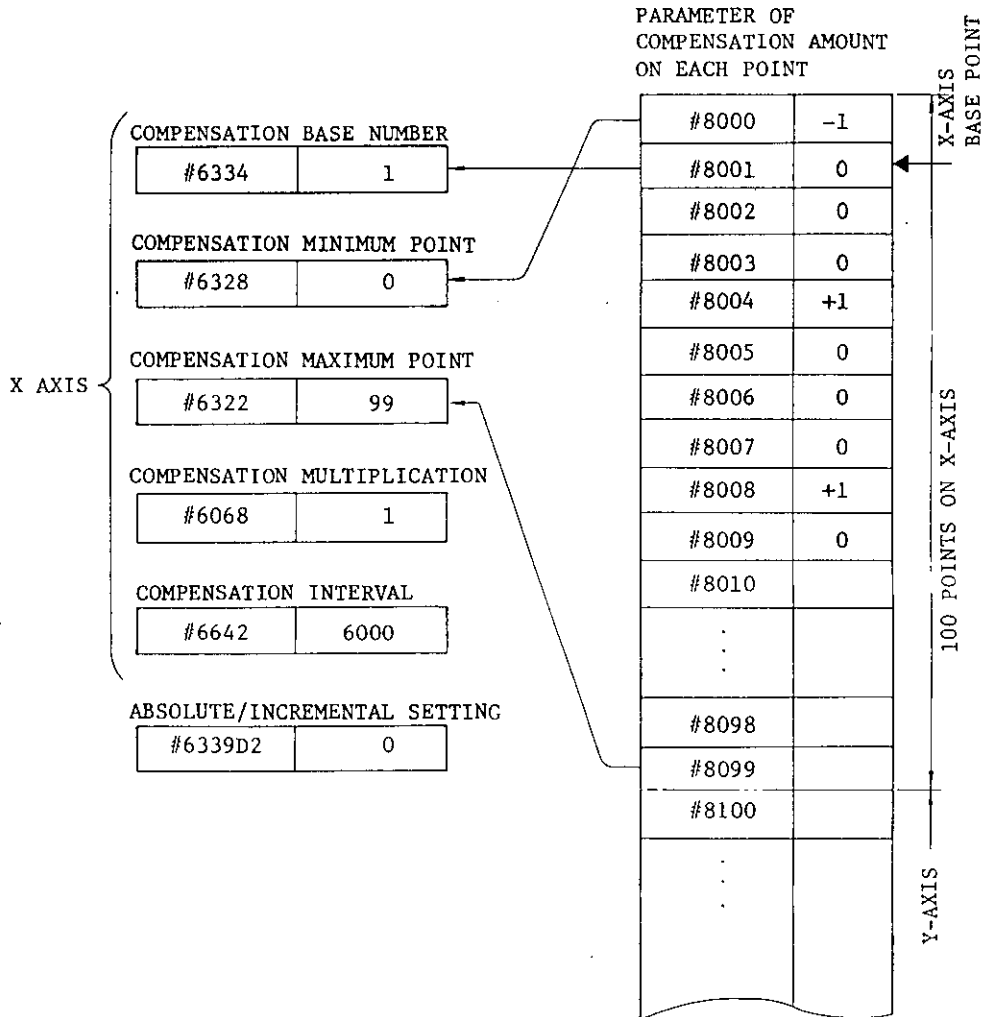 PARAMETER OF
COMPENSATION AMOUNT
ON EACH POINT
X-AXIS
BASE POINT
X AXIS
COMPENSATION BASE NUMBER
#6334 1
COMPENSATION MINIMUM POINT
#6328 0
COMPENSATION MAXIMUM POINT
#6322 99
COMPENSATION MULTIPLICATION
#6068 1
COMPENSATION INTERVAL
#6642 6000
ABSOLUTE/INCREMENTAL SETTING
#6339D2 0
#8000 -1
#8001 0
#8002 0
#8003 0
#8004 +1
#8005 0
#8006 0
#8007 0
#8008 +1
#8009 0
#8010
#8098
#8099
#8100
100 POINTS ON X-AXIS
Y-AXIS